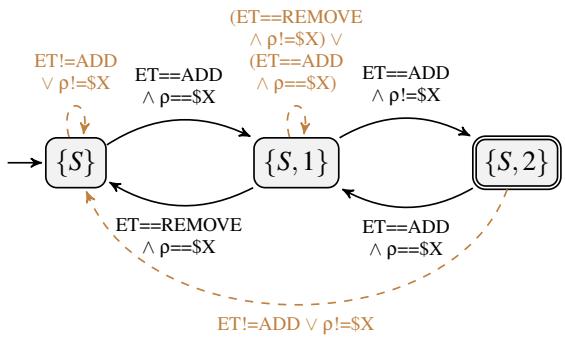 (ET==REMOVE
∧ ρ!=$X) ∨
(ET==ADD
∧ ρ==$X)
ET!=ADD
∨ ρ!=$X
ET==ADD
∧ ρ==$X
ET==ADD
∧ ρ!=$X
{S}
{S,1}
{S,2}
ET==REMOVE
∧ ρ==$X
ET==ADD
∧ ρ==$X
ET!=ADD ∨ ρ!=$X